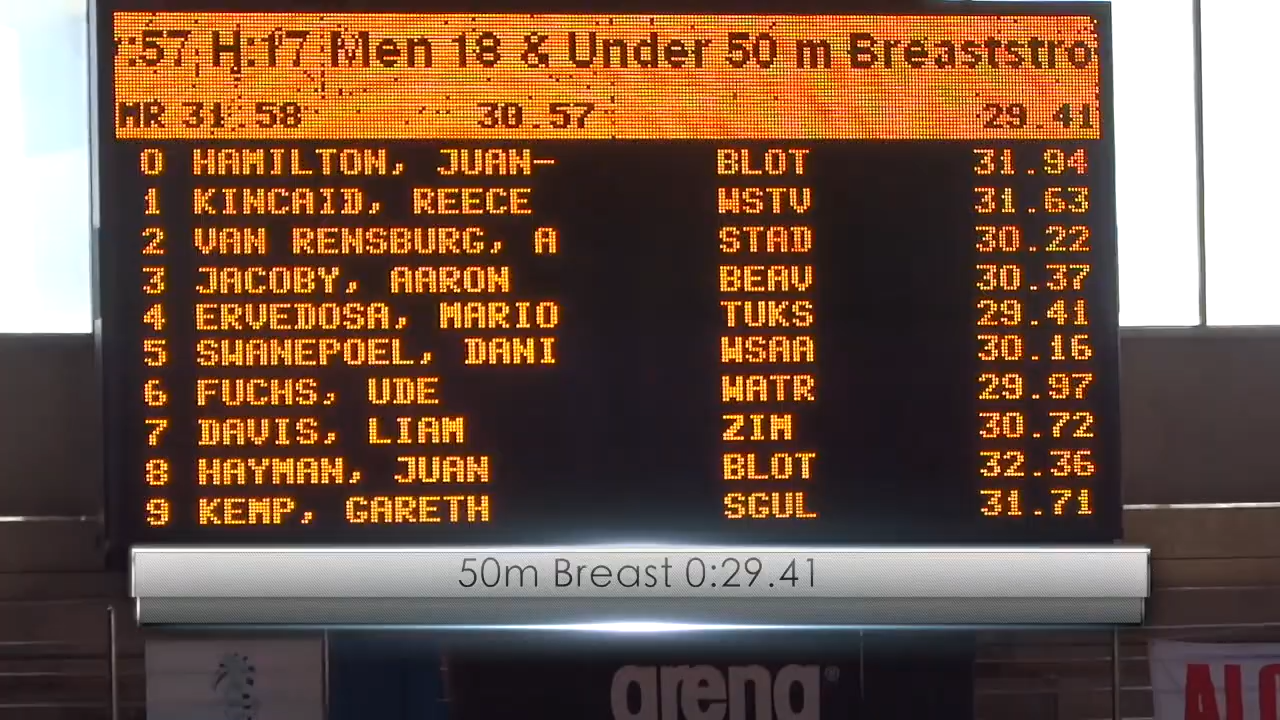 :57 H:f7 Men 18 & Under 50 m Breaststro
MR 31.58 30.57 29.41
0 HAMILTON, JUAN- BLOT 31.94
1 KINCAID, REECE WSTV 31.63
2 VAN RENSBURG, A STAD 30.22
3 JACOBY, AARON BEAV 30.37
4 ERVEDOSA, MARIO TUKS 29.41
5 SWANEPOEL, DANI WSAA 30.16
6 FUCHS, UDE WATR 29.97
7 DAVIS, LIAM ZIM 30.72
8 HAYMAN, JUAN BLOT 32.36
9 KEMP, GARETH SGUL 31.71
50m Breast 0:29.41
arena®